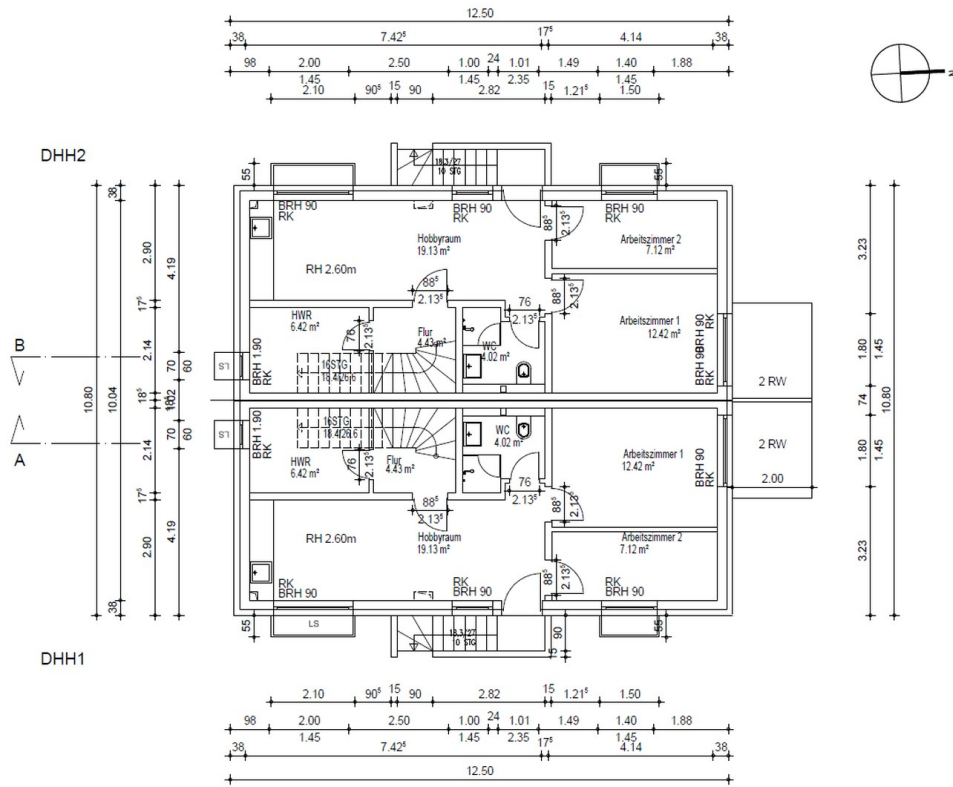 12.50
38 7.42⁵ 17⁵ 4.14 38
98 2.00 2.50 1.00 24 1.01 1.49 1.40 1.88
1.45 1.45 2.35 1.45
2.10 90⁵ 15 90 2.82 15 1.21⁵ 1.50
N
DHH2
18.3/27
10 STG
55
55
38
BRH 90
RK
BRH 90
RK
BRH 90
RK
88⁵
2.13⁵
2.90
4.19
3.23
Hobbyraum
19.13 m²
Arbeitszimmer 2
7.12 m²
RH 2.60m
88⁵
2.13⁵
88⁵
2.13⁵
17⁵
76
2.13⁵
HWR
6.42 m²
Flur
4.43 m²
76
2.13⁵
WC
4.02 m²
Arbeitszimmer 1
12.42 m²
B
2.14
70
60
LS
BRH 1.90
RK
16STG
18.4/26.6
BRH 90
RK
2 RW
1.80
1.45
10.80
10.04
18⁵
1.02
74
10.80
A
2.14
70
60
LS
BRH 1.90
RK
16STG
18.4/26.6
WC
4.02 m²
Arbeitszimmer 1
12.42 m²
BRH 90
RK
2 RW
1.80
1.45
2.00
HWR
6.42 m²
76
2.13⁵
Flur
4.43 m²
76
2.13⁵
17⁵
88⁵
2.13⁵
88⁵
2.13⁵
2.90
4.19
3.23
RH 2.60m
Hobbyraum
19.13 m²
Arbeitszimmer 2
7.12 m²
88⁵
2.13⁵
RK
BRH 90
RK
BRH 90
RK
BRH 90
38
55
LS
18.3/27
10 STG
90
15
55
DHH1
2.10 90⁵ 15 90 2.82 15 1.21⁵ 1.50
98 2.00 2.50 1.00 24 1.01 1.49 1.40 1.88
1.45 1.45 2.35 1.45
38 7.42⁵ 17⁵ 4.14 38
12.50